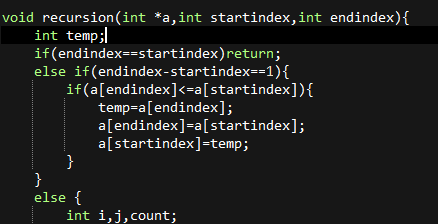 void recursion(int *a,int startindex,int endindex){
    int temp;
    if(endindex==startindex)return;
    else if(endindex-startindex==1){
        if(a[endindex]<=a[startindex]){
            temp=a[endindex];
            a[endindex]=a[startindex];
            a[startindex]=temp;
        }
    }
    else {
        int i,j,count;